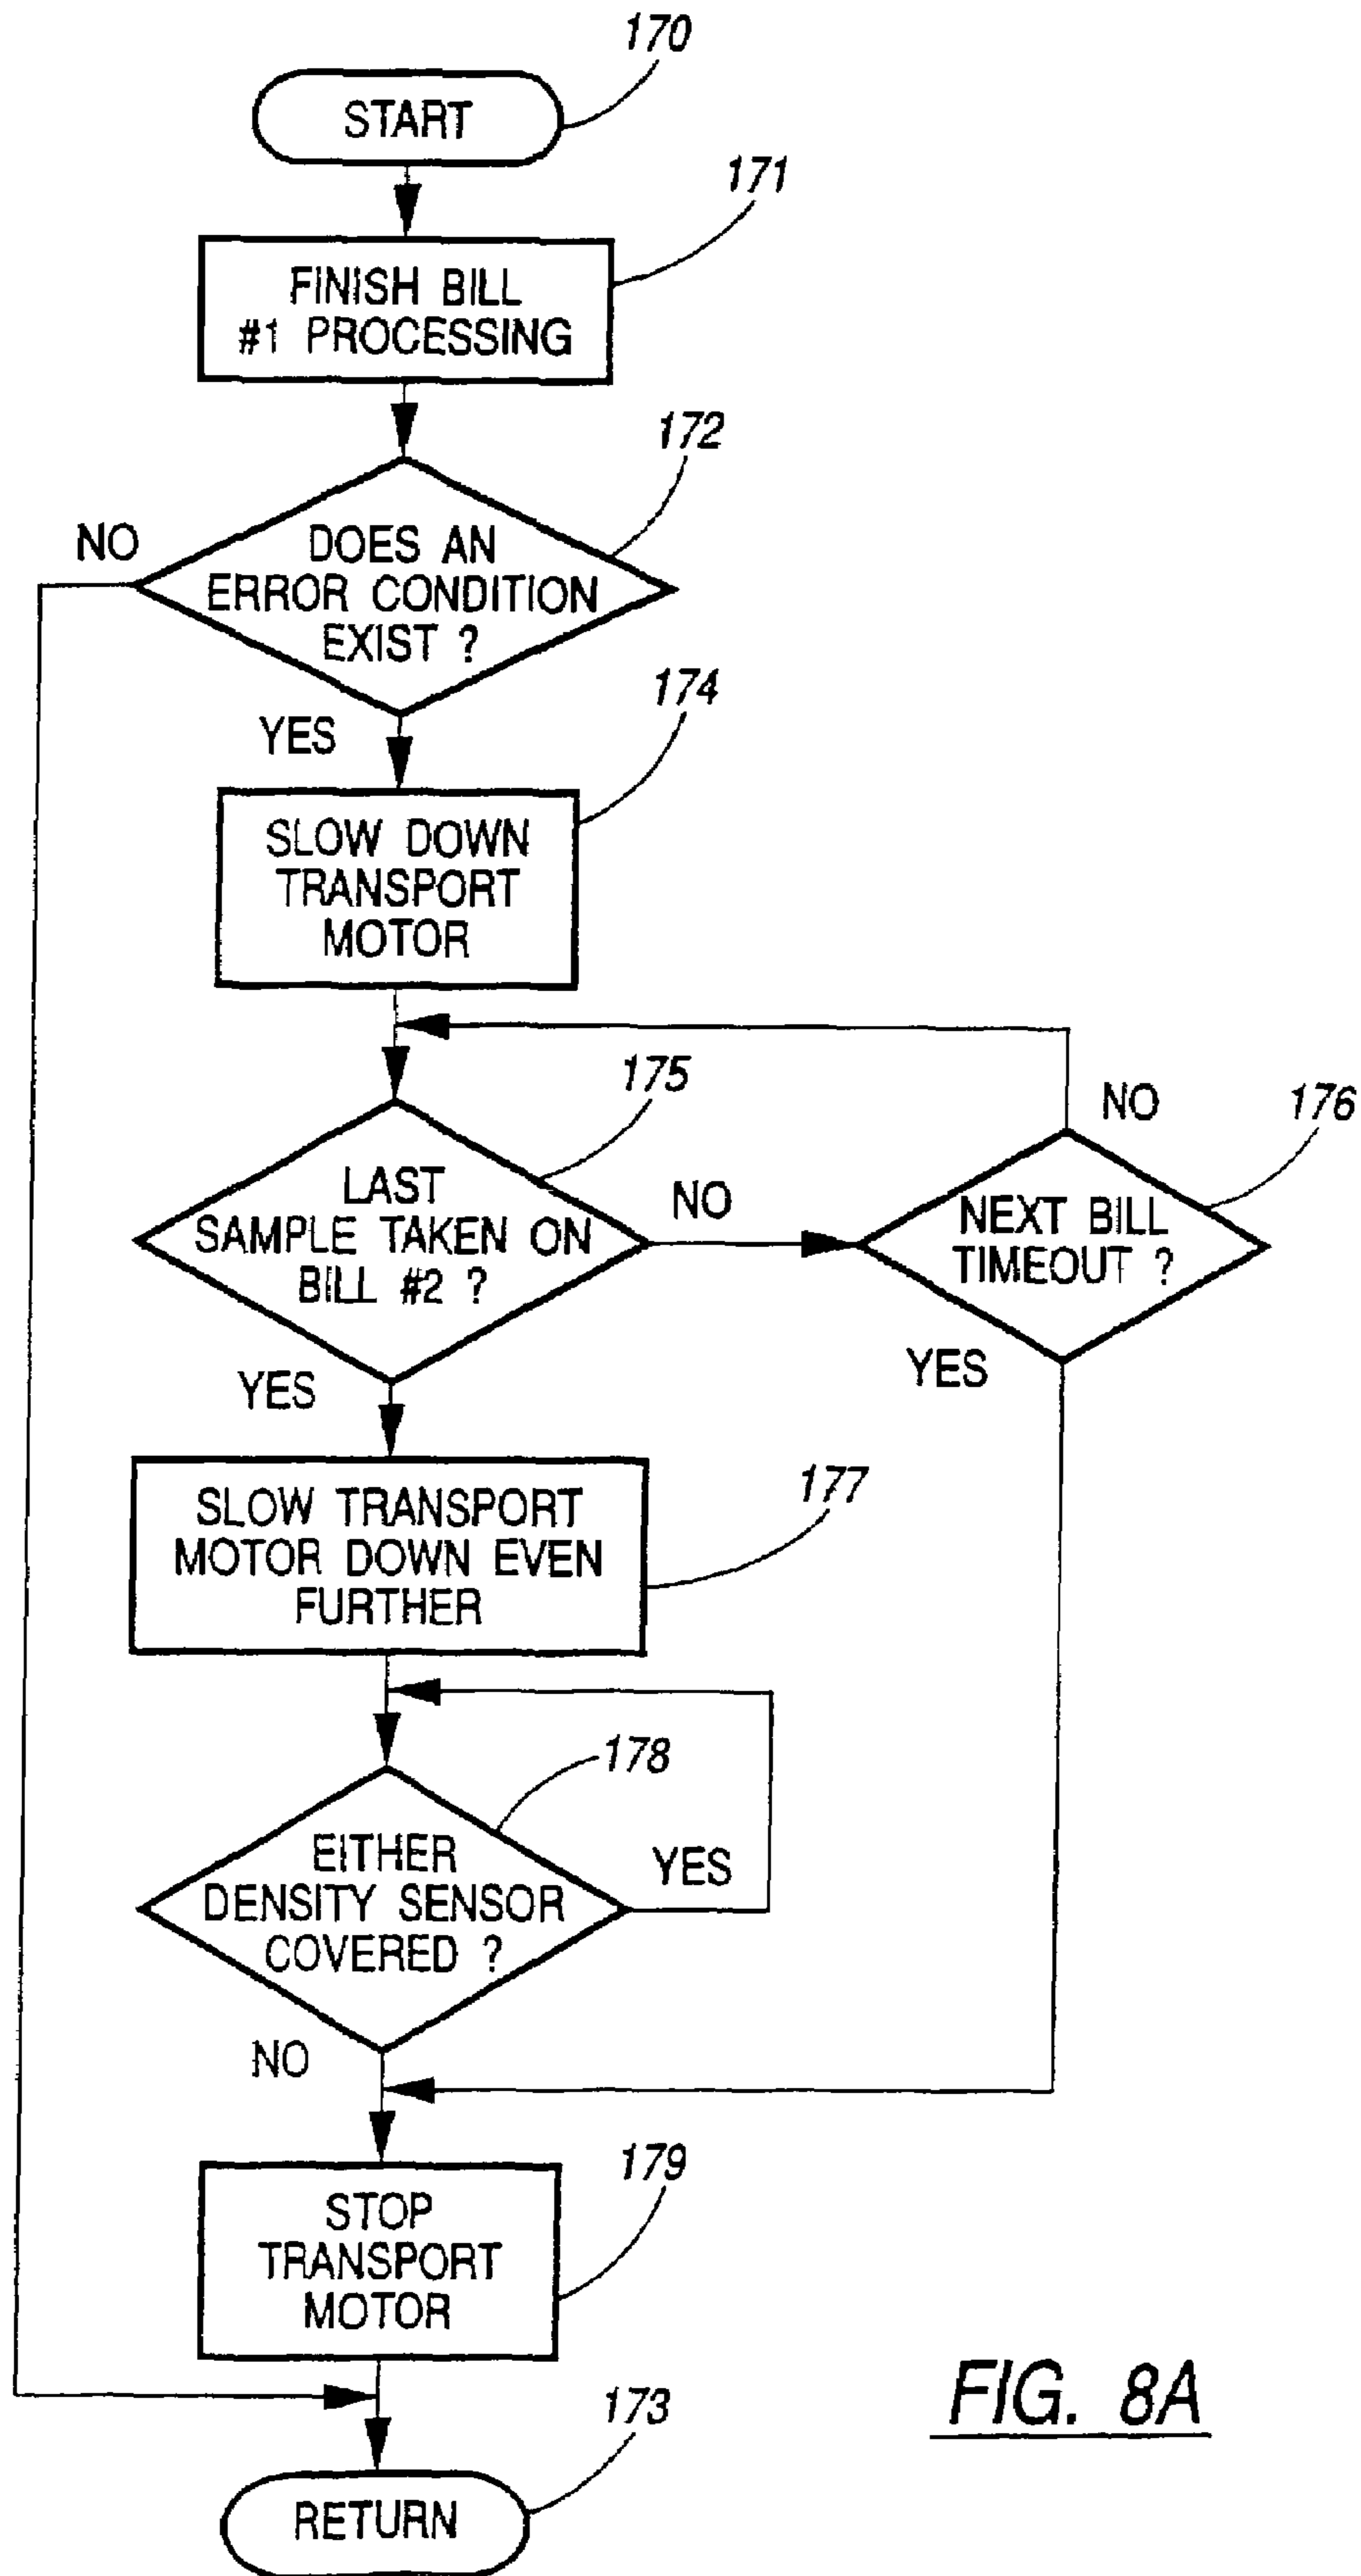 170
START
171
FINISH BILL
#1 PROCESSING
172
NO
DOES AN
ERROR CONDITION
EXIST ?
174
YES
SLOW DOWN
TRANSPORT
MOTOR
175
NO
176
LAST
SAMPLE TAKEN ON
BILL #2 ?
NO
NEXT BILL
TIMEOUT ?
YES
YES
177
SLOW TRANSPORT
MOTOR DOWN EVEN
FURTHER
178
EITHER
DENSITY SENSOR
COVERED ?
YES
NO
179
STOP
TRANSPORT
MOTOR
FIG. 8A
173
RETURN